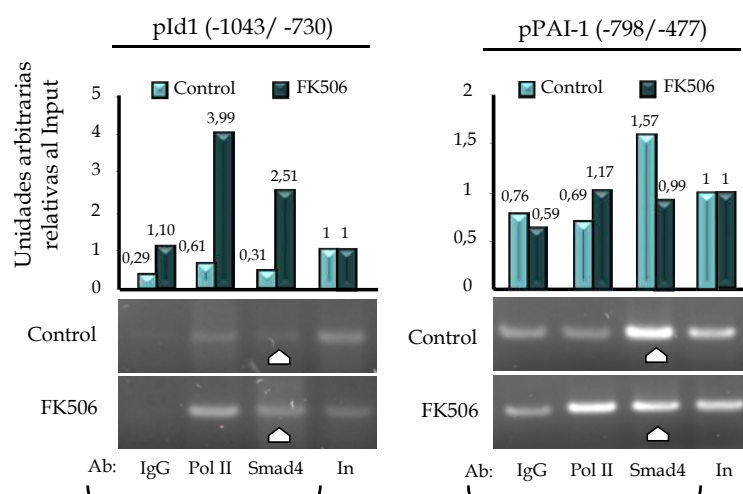 pId1 (-1043/ -730)
Unidades arbitrarias
relativas al Input
Control FK506
5
4
3
2
1
0
0,29 1,10 0,61 3,99 0,31 2,51 1 1
Control
FK506
Ab: IgG Pol II Smad4 In
pPAI-1 (-798/-477)
Control FK506
2
1,5
1
0,5
0
0,76 0,59 0,69 1,17 1,57 0,99 1 1
Control
FK506
Ab: IgG Pol II Smad4 In